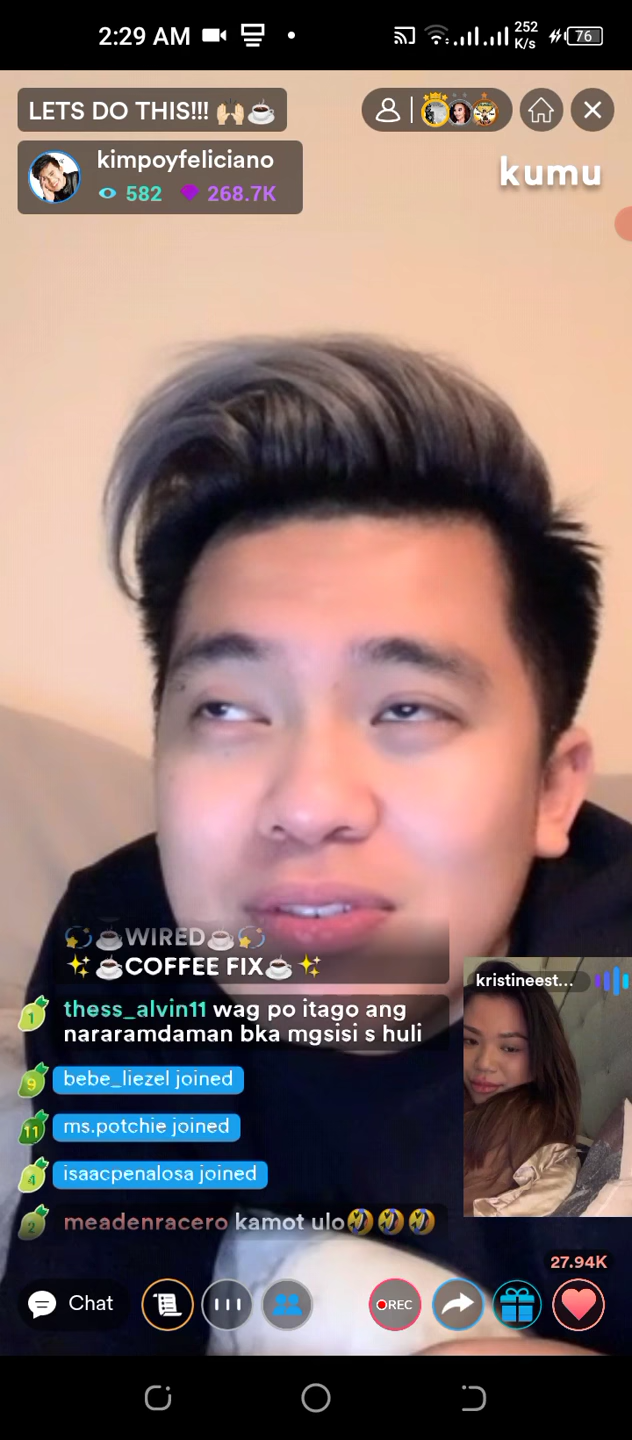 2:29 AM
252
K/s
76
LETS DO THIS!!! 🙌🏻☕
kimpoyfeliciano
582 268.7K
kumu
💫☕WIRED☕💫
✨☕COFFEE FIX☕✨
kristineest...
1 thess_alvin11 wag po itago ang
nararamdaman bka mgsisi s huli
9 bebe_liezel joined
11 ms.potchie joined
4 isaacpenalosa joined
2 meadenracero kamot ulo🤣🤣🤣
27.94K
Chat
REC